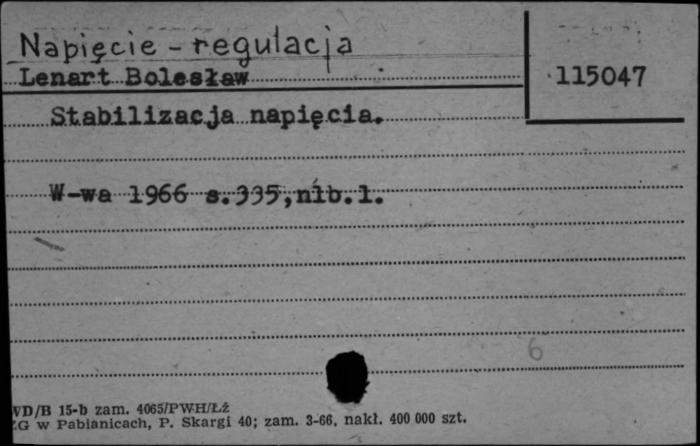 Napięcie - regulacja
Lenart Bolesław
115047
Stabilizacja napięcia.
W-wa 1966 s.335,nlb.1.
6
VD/B 15-b zam. 4065/PWH/Łż
ZG w Pabianicach, P. Skargi 40; zam. 3-66, nakł. 400 000 szt.